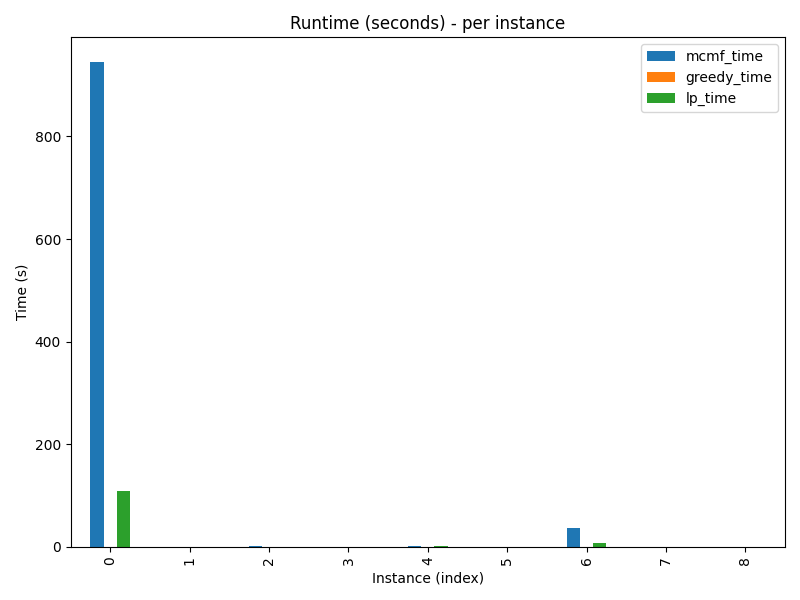 Runtime (seconds) - per instance
mcmf_time
greedy_time
lp_time
800
600
400
200
0
Time (s)
0 1 2 3 4 5 6 7 8
Instance (index)